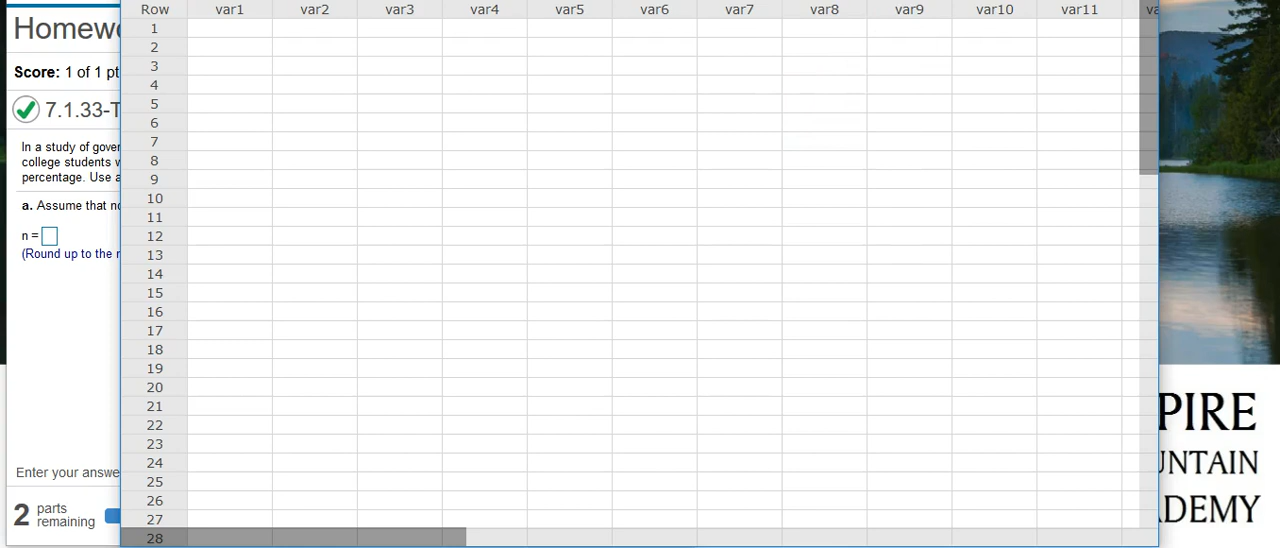 Row var1 var2 var3 var4 var5 var6 var7 var8 var9 var10 var11
1
2
3
4
5
6
7
8
9
10
11
12
13
14
15
16
17
18
19
20
21
22
23
24
25
26
27
28
Score: 1 of 1 pt
7.1.33-T
In a study of
college students
percentage. Use
a. Assume that
n =
(Round up to the
Enter your
2 parts
remaining
PIRE
UNTAIN
DEMY